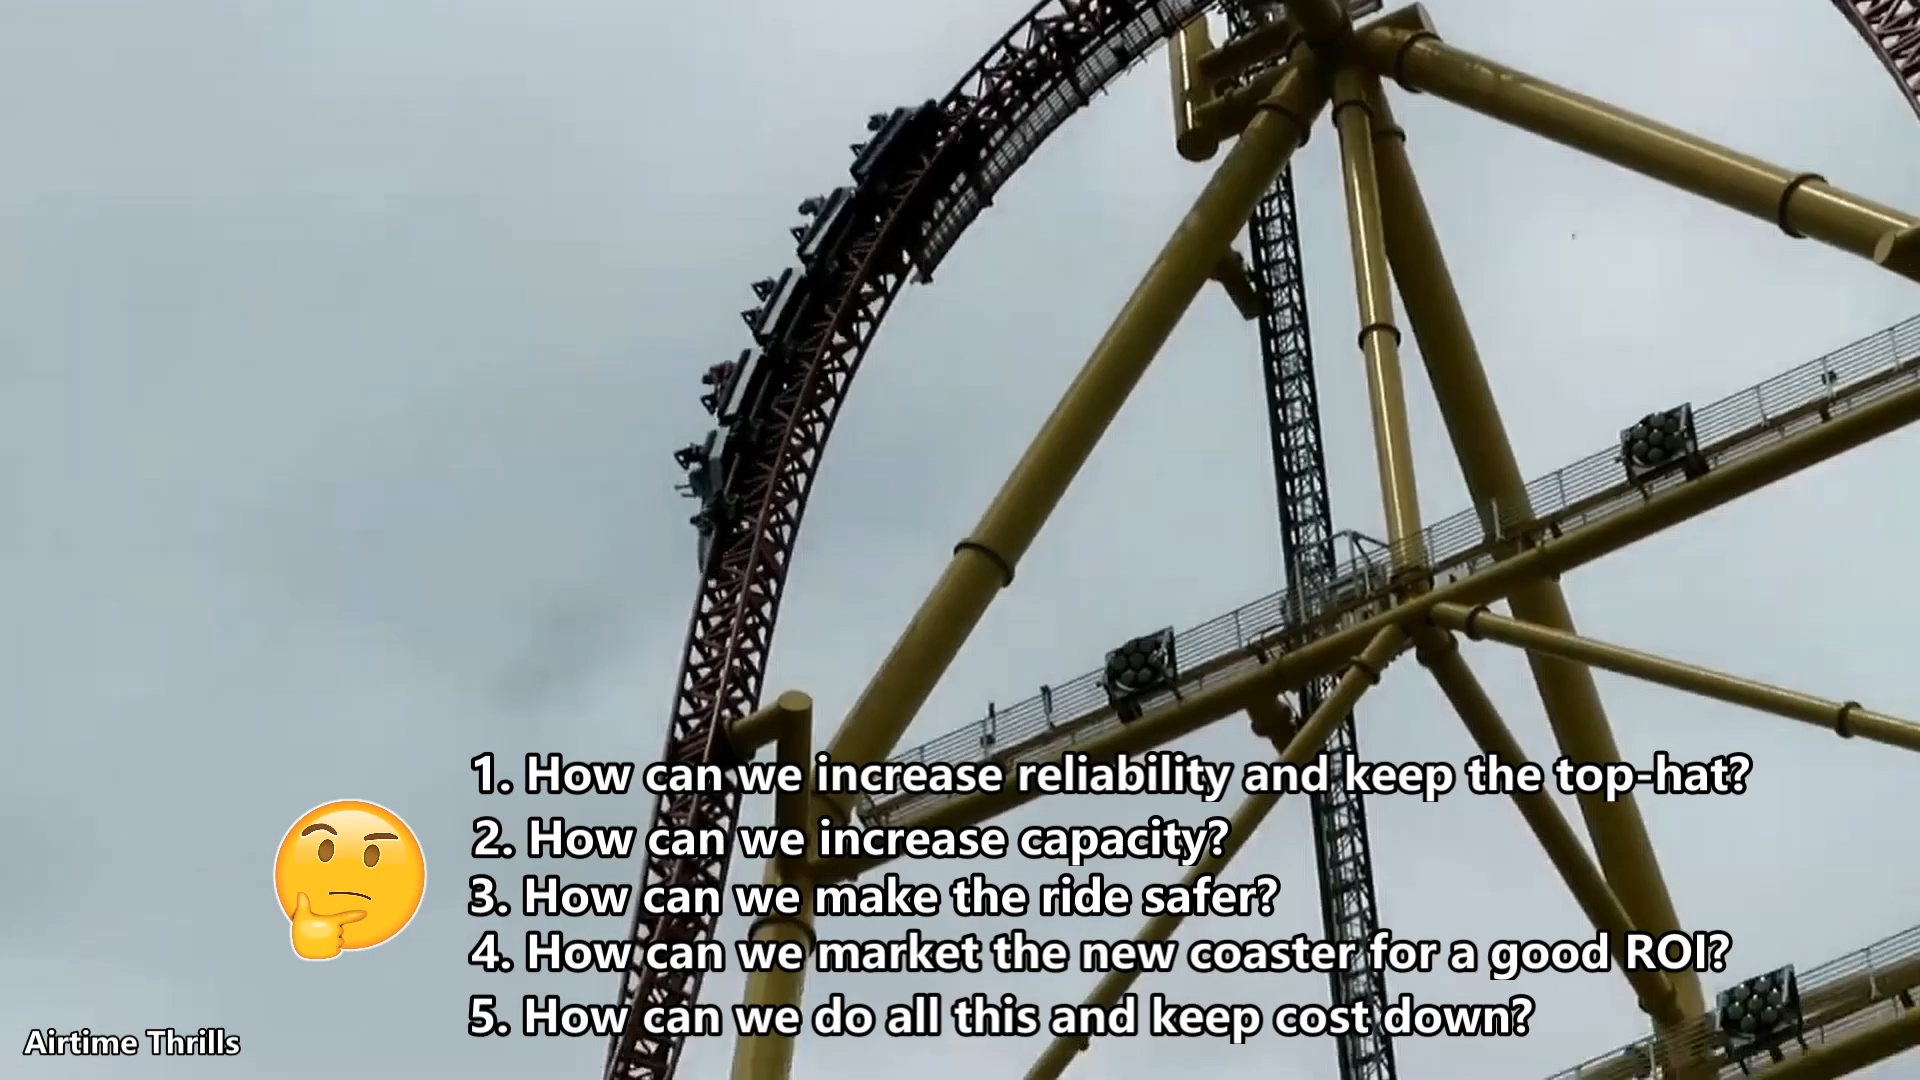 1. How can we increase reliability and keep the top-hat?
2. How can we increase capacity?
3. How can we make the ride safer?
4. How can we market the new coaster for a good ROI?
5. How can we do all this and keep cost down?
Airtime Thrills